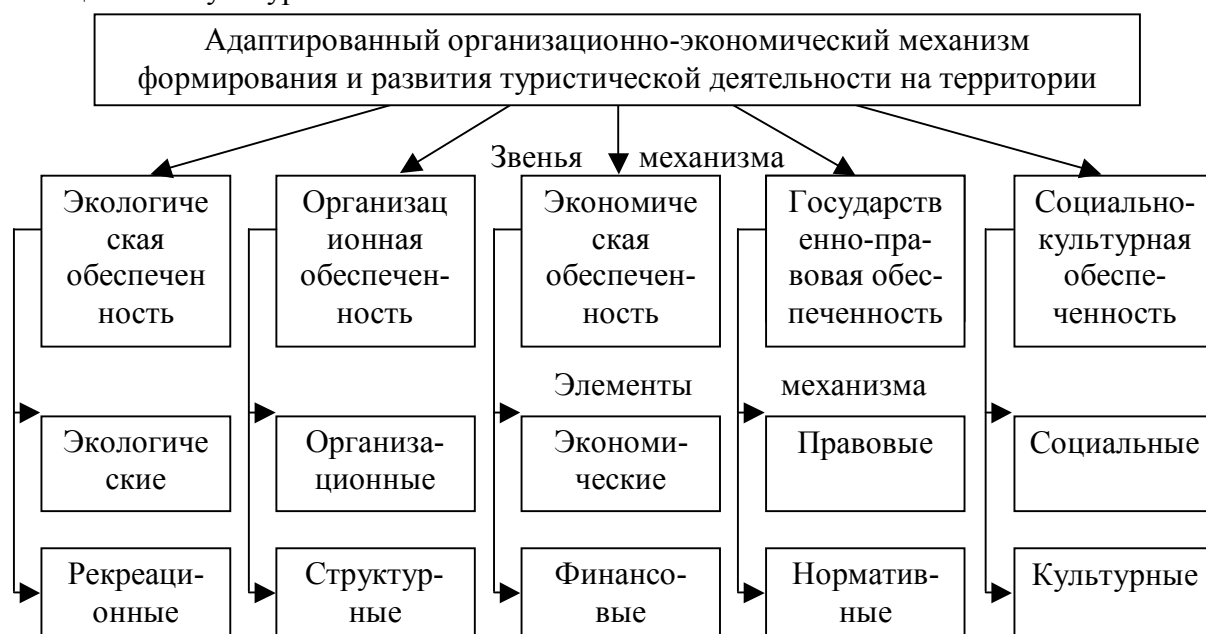 Адаптированный организационно-экономический механизм
формирования и развития туристической деятельности на территории
Звенья механизма
Экологиче
ская
обеспечен
ность
Организац
ионная
обеспечен-
ность
Экономиче
ская
обеспечен-
ность
Государств
енно-пра-
вовая обес-
печенность
Социально-
культурная
обеспе-
ченность
Элементы механизма
Экологиче
ские
Организа-
ционные
Экономи-
ческие
Правовые
Социальные
Рекреаци-
онные
Структур-
ные
Финансо-
вые
Норматив-
ные
Культурные